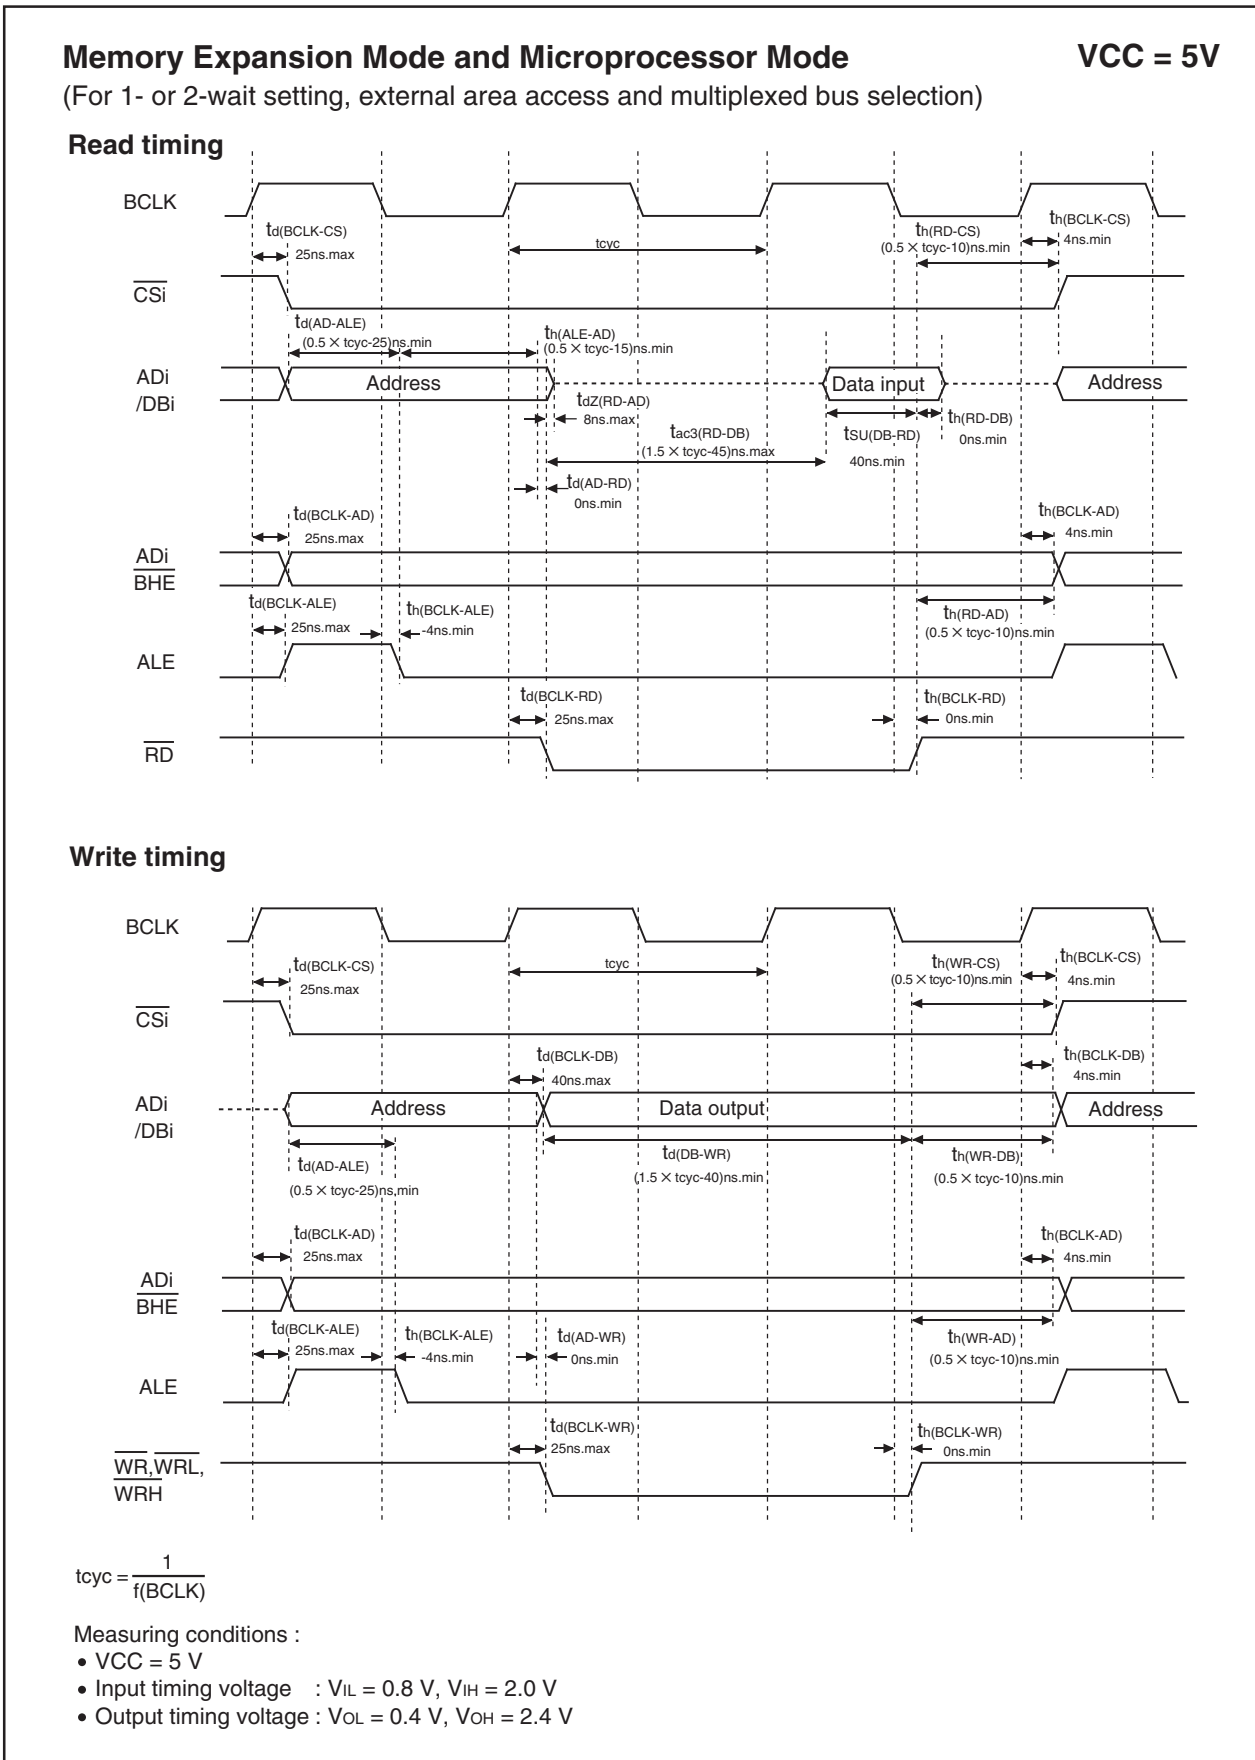 Memory Expansion Mode and Microprocessor Mode VCC = 5V
(For 1- or 2-wait setting, external area access and multiplexed bus selection)
Read timing
BCLK
td(BCLK-CS)
25ns.max
tcyc
th(RD-CS)
(0.5 × tcyc-10)ns.min
th(BCLK-CS)
4ns.min
CSi
td(AD-ALE)
(0.5 × tcyc-25)ns.min
th(ALE-AD)
(0.5 × tcyc-15)ns.min
ADi
/DBi
Address
Data input
Address
tdZ(RD-AD)
8ns.max
tac3(RD-DB)
(1.5 × tcyc-45)ns.max
tSU(DB-RD)
40ns.min
th(RD-DB)
0ns.min
td(AD-RD)
0ns.min
td(BCLK-AD)
25ns.max
th(BCLK-AD)
4ns.min
ADi
BHE
td(BCLK-ALE)
25ns.max
th(BCLK-ALE)
-4ns.min
th(RD-AD)
(0.5 × tcyc-10)ns.min
ALE
td(BCLK-RD)
25ns.max
th(BCLK-RD)
0ns.min
RD
Write timing
BCLK
td(BCLK-CS)
25ns.max
tcyc
th(WR-CS)
(0.5 × tcyc-10)ns.min
th(BCLK-CS)
4ns.min
CSi
td(BCLK-DB)
40ns.max
th(BCLK-DB)
4ns.min
ADi
/DBi
Address
Data output
Address
td(AD-ALE)
(0.5 × tcyc-25)ns.min
td(DB-WR)
(1.5 × tcyc-40)ns.min
th(WR-DB)
(0.5 × tcyc-10)ns.min
td(BCLK-AD)
25ns.max
th(BCLK-AD)
4ns.min
ADi
BHE
td(BCLK-ALE)
25ns.max
th(BCLK-ALE)
-4ns.min
td(AD-WR)
0ns.min
th(WR-AD)
(0.5 × tcyc-10)ns.min
ALE
td(BCLK-WR)
25ns.max
th(BCLK-WR)
0ns.min
WR,WRL,
WRH
tcyc = 1
f(BCLK)
Measuring conditions :
• VCC = 5 V
• Input timing voltage : VIL = 0.8 V, VIH = 2.0 V
• Output timing voltage : VOL = 0.4 V, VOH = 2.4 V